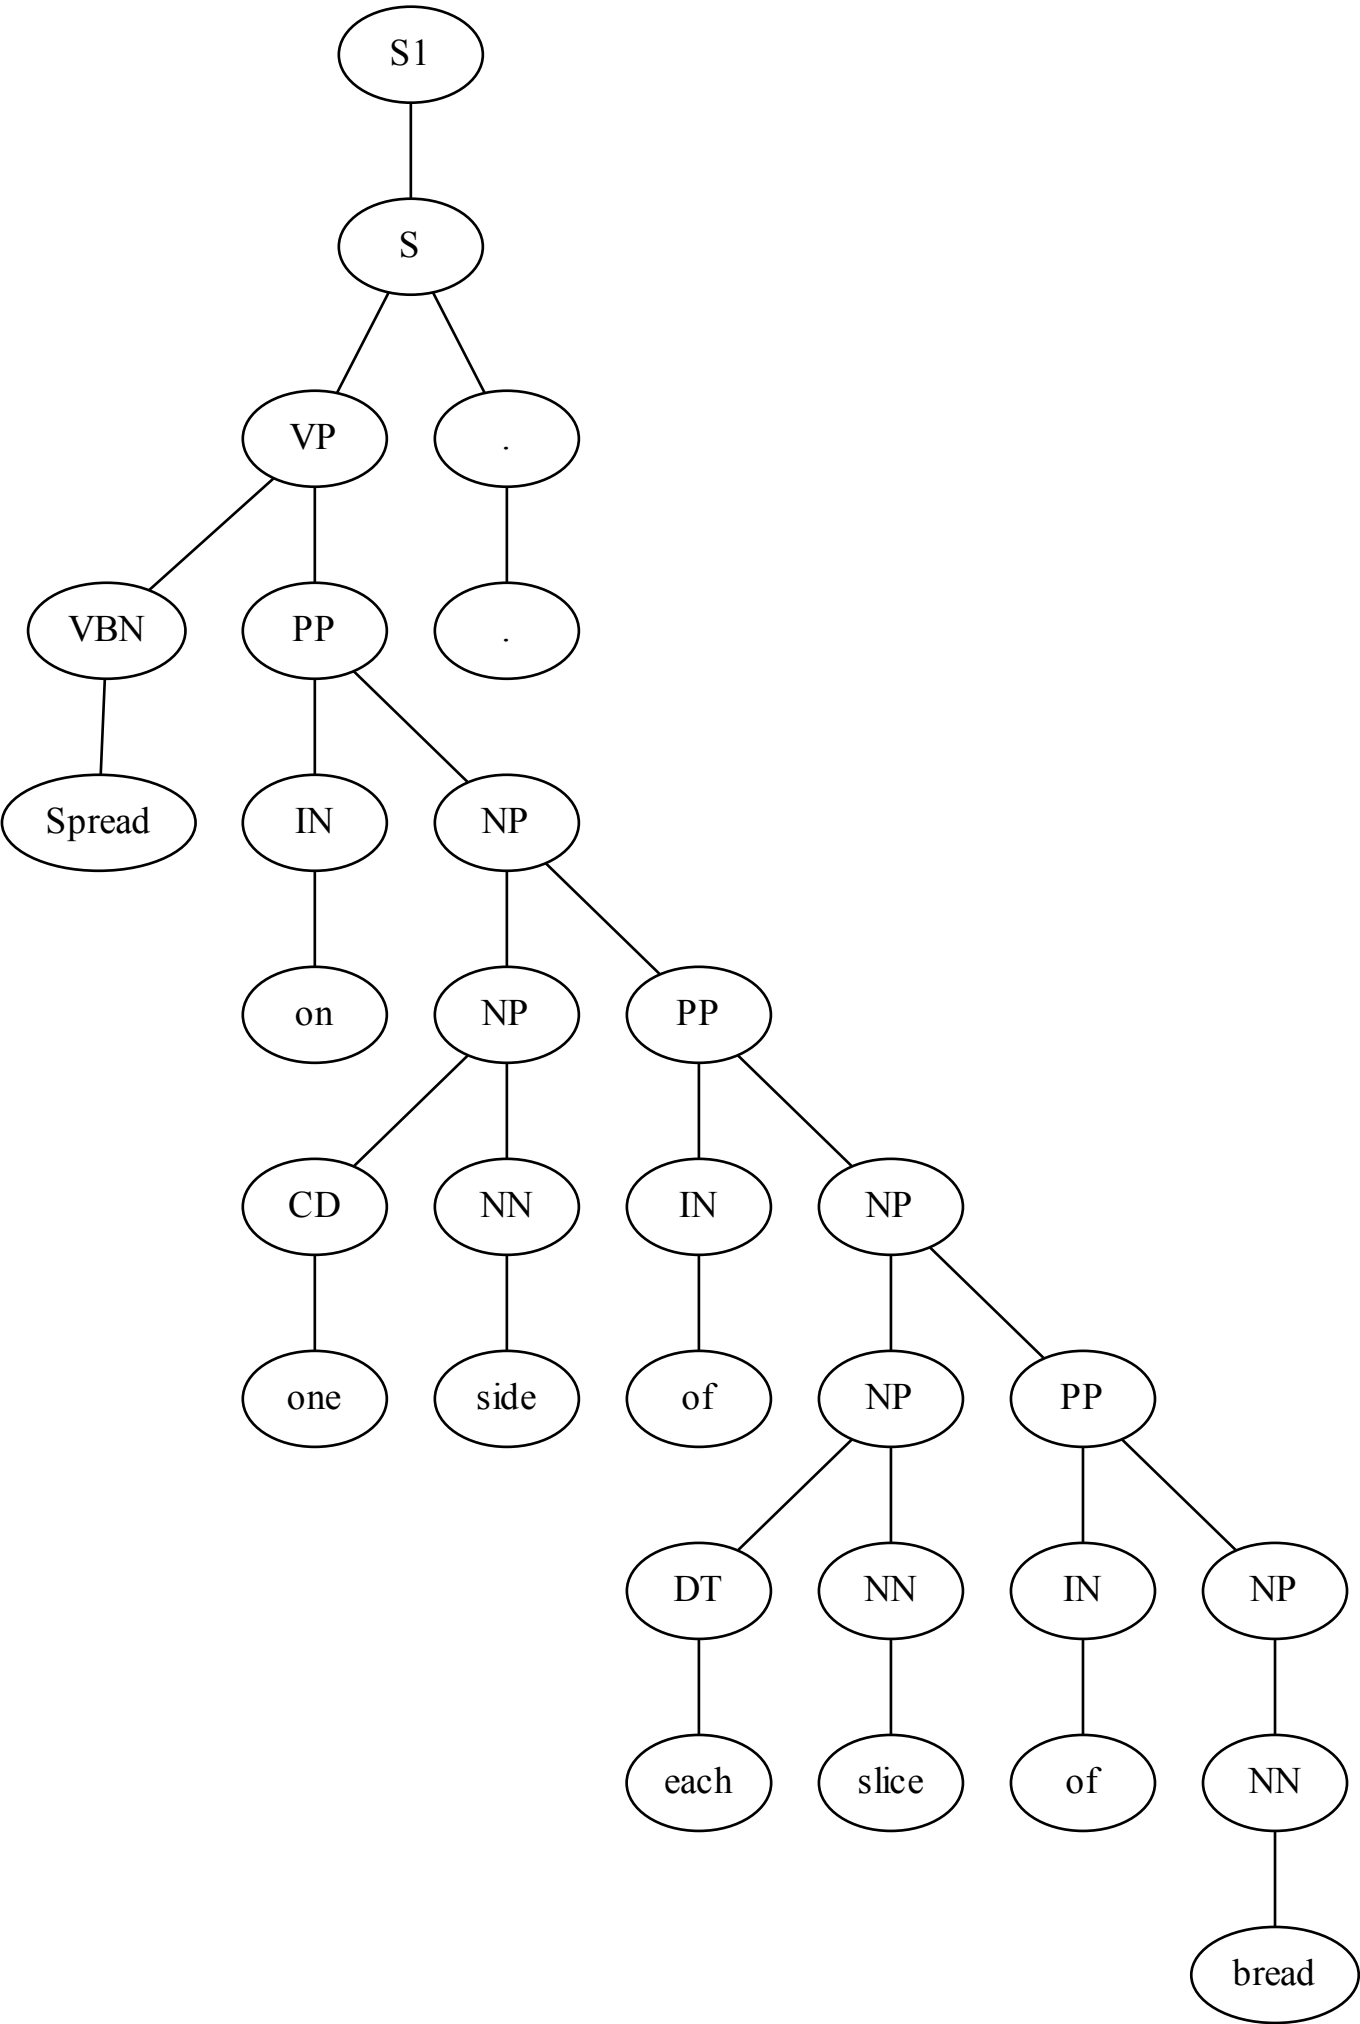 S1
S
VP .
VBN PP .
Spread IN NP
on NP PP
CD NN IN NP
one side of NP PP
DT NN IN NP
each slice of NN
bread